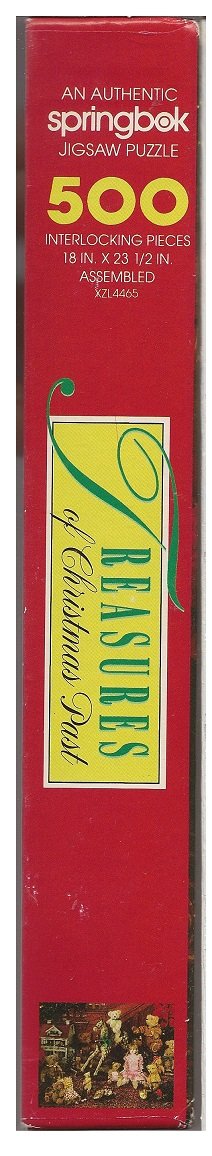 AN AUTHENTIC
springbok
JIGSAW PUZZLE
500
INTERLOCKING PIECES
18 IN. X 23 1/2 IN.
ASSEMBLED
XZL4465
TREASURES
of Christmas Past